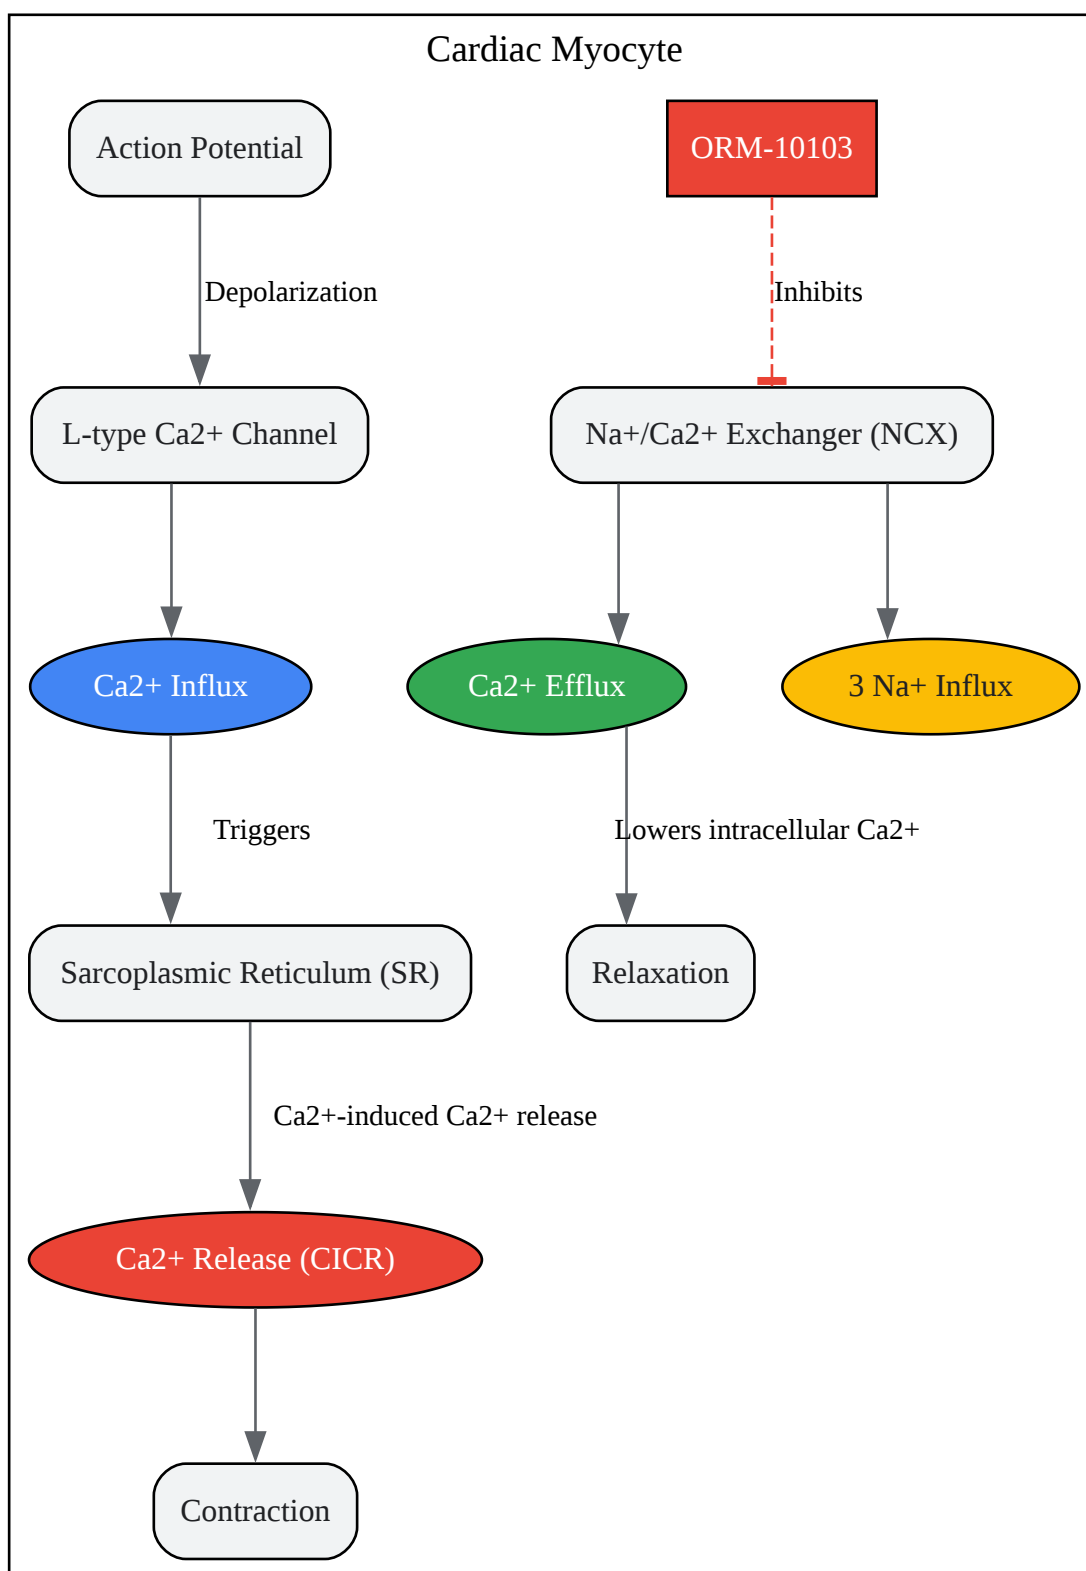 Cardiac Myocyte
Action Potential
ORM-10103
Depolarization
Inhibits
L-type Ca2+ Channel
Na+/Ca2+ Exchanger (NCX)
Ca2+ Influx
Ca2+ Efflux
3 Na+ Influx
Triggers
Lowers intracellular Ca2+
Sarcoplasmic Reticulum (SR)
Relaxation
Ca2+-induced Ca2+ release
Ca2+ Release (CICR)
Contraction